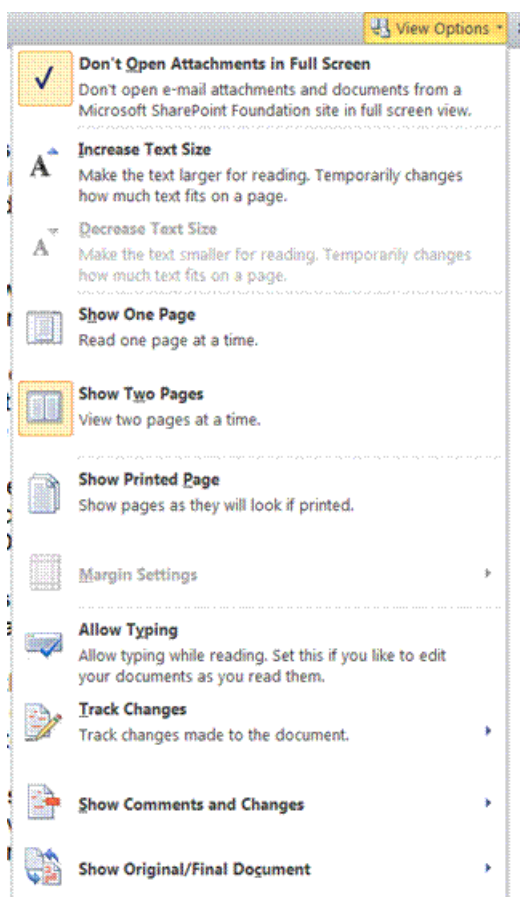 View Options
Don't Open Attachments in Full Screen
Don't open e-mail attachments and documents from a
Microsoft SharePoint Foundation site in full screen view.
Increase Text Size
Make the text larger for reading. Temporarily changes
how much text fits on a page.
Decrease Text Size
Make the text smaller for reading. Temporarily changes
how much text fits on a page.
Show One Page
Read one page at a time.
Show Two Pages
View two pages at a time.
Show Printed Page
Show pages as they will look if printed.
Margin Settings
Allow Typing
Allow typing while reading. Set this if you like to edit
your documents as you read them.
Track Changes
Track changes made to the document.
Show Comments and Changes
Show Original/Final Document